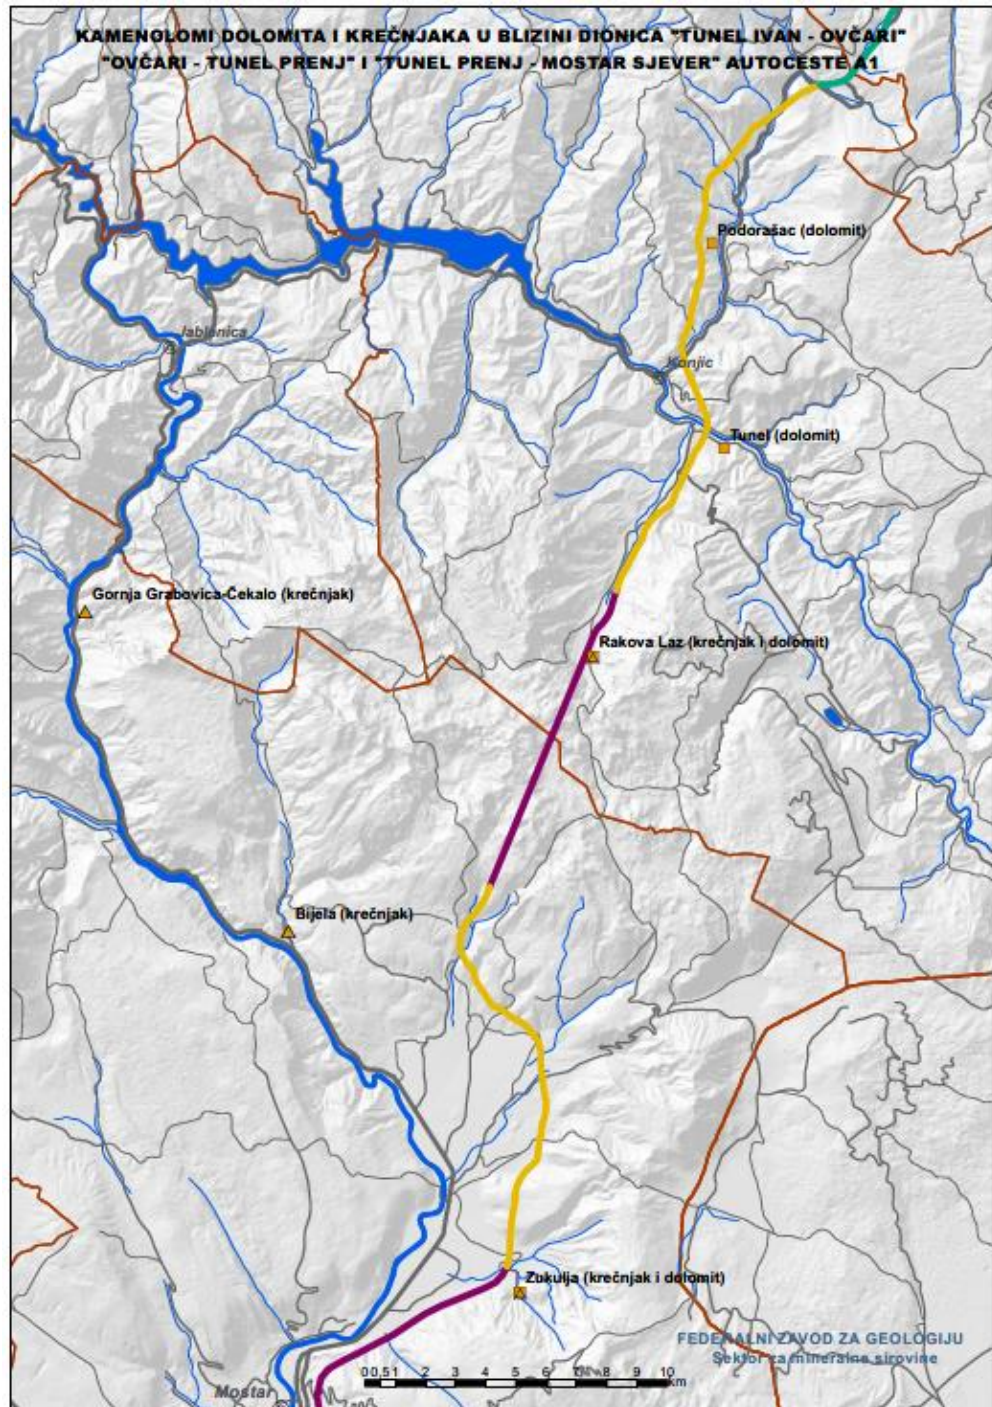 KAMENGLOMI DOLOMITA I KREČNJAKA U BLIZINI DIONICA "TUNEL IVAN - OVČARI"
"OVČARI - TUNEL PRENJ" I "TUNEL PRENJ - MOSTAR SJEVER" AUTOCESTE A1
Podorašac (dolomit)
Jablanica
Konjic
Tunel (dolomit)
Gornja Grabovica-Čekalo (krečnjak)
Rakova Laz (krečnjak i dolomit)
Bijela (krečnjak)
Zukulja (krečnjak i dolomit)
FEDERALNI ZAVOD ZA GEOLOGIJU
Sektor za mineralne sirovine
0 0,5 1 2 3 4 5 6 7 8 9 10 km
Mostar